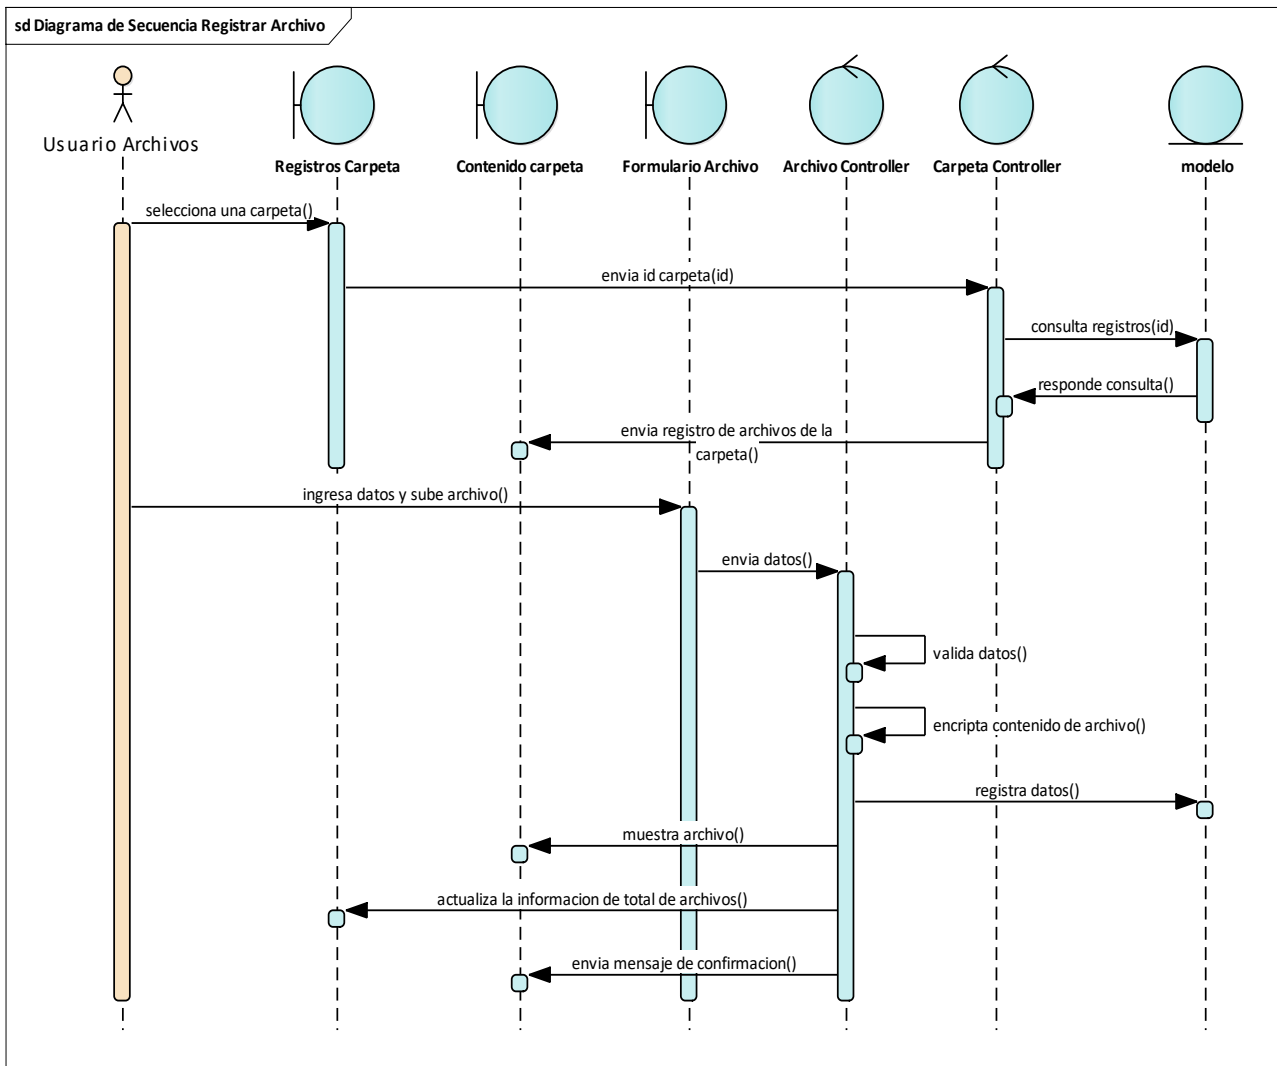 sd Diagrama de Secuencia Registrar Archivo
Usuario Archivos
Registros Carpeta
Contenido carpeta
Formulario Archivo
Archivo Controller
Carpeta Controller
modelo
selecciona una carpeta()
envia id carpeta(id)
consulta registros(id)
responde consulta()
envia registro de archivos de la
carpeta()
ingresa datos y sube archivo()
envia datos()
valida datos()
encripta contenido de archivo()
registra datos()
muestra archivo()
actualiza la informacion de total de archivos()
envia mensaje de confirmacion()